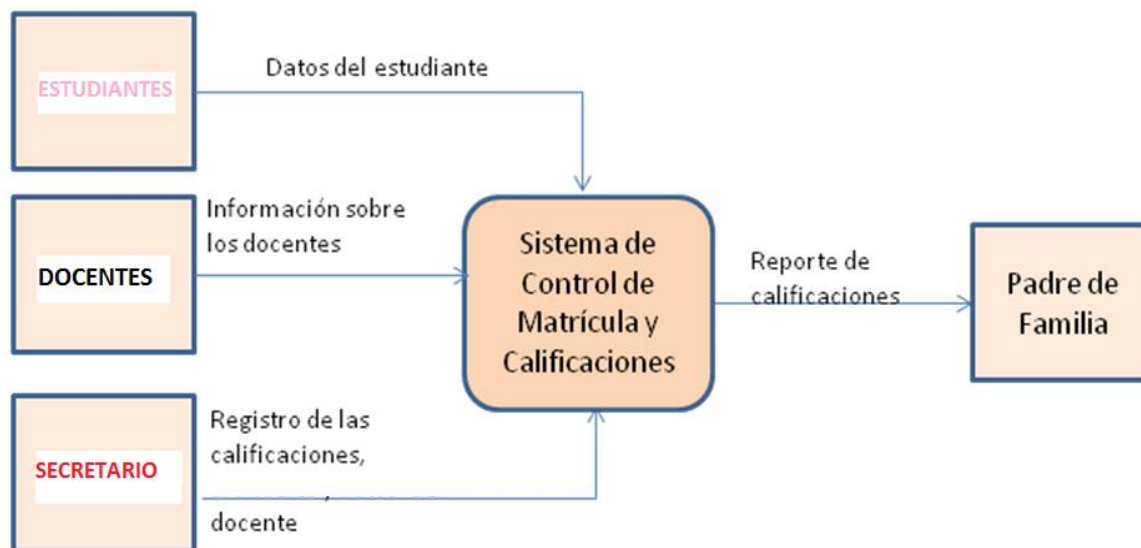 ESTUDIANTES
Datos del estudiante
DOCENTES
Información sobre
los docentes
SECRETARIO
Registro de las
calificaciones,
docente
Sistema de
Control de
Matrícula y
Calificaciones
Reporte de
calificaciones
Padre de
Familia